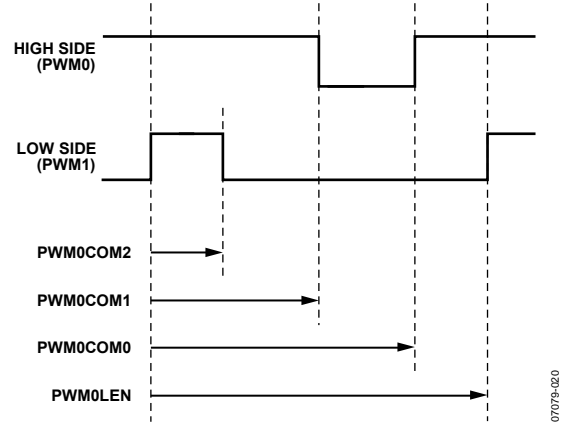 HIGH SIDE
(PWM0)
LOW SIDE
(PWM1)
PWM0COM2
PWM0COM1
PWM0COM0
PWM0LEN
07079-020